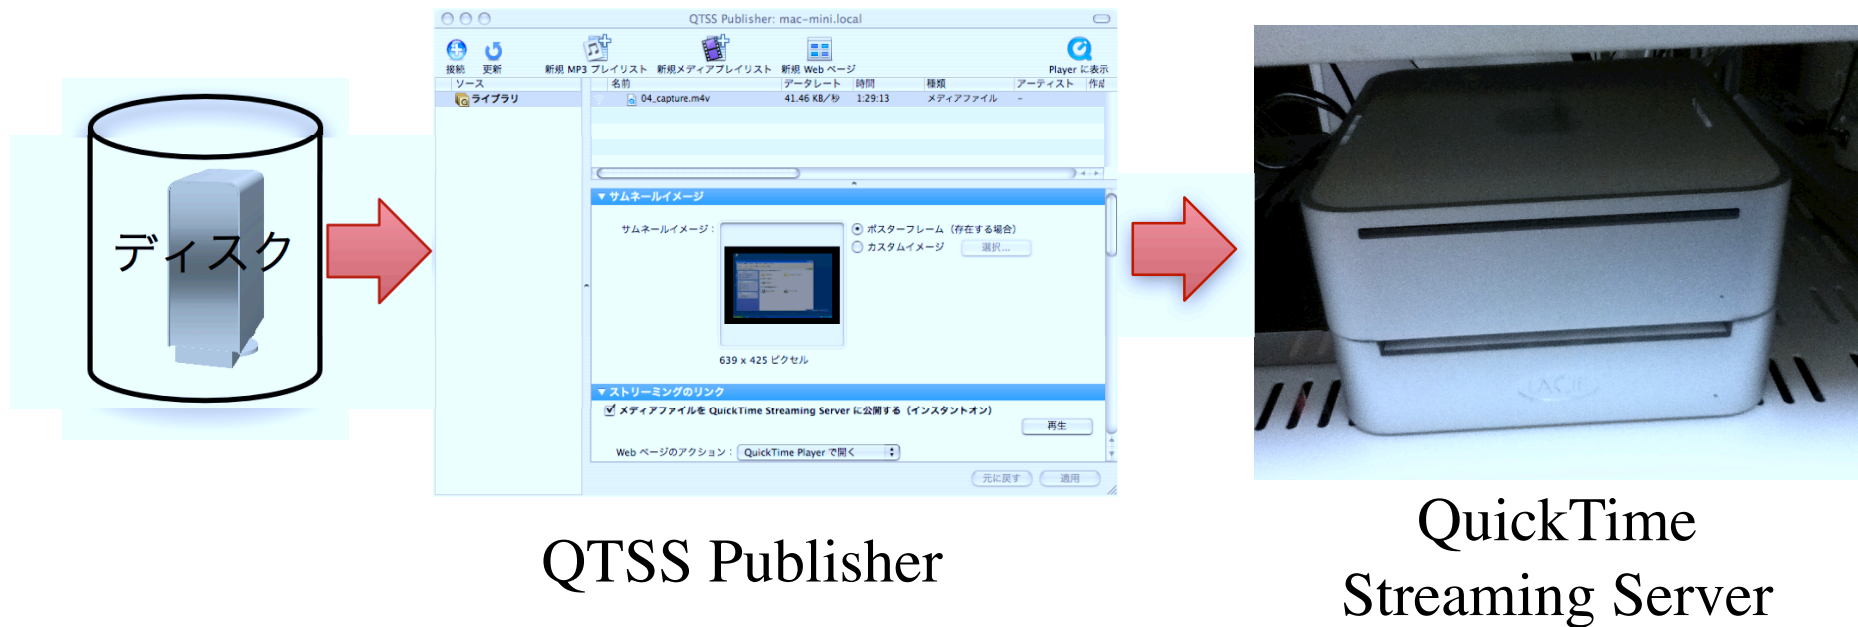 ディスク
QTSS Publisher: mac-mini.local
接続 更新 新規 MP3 プレイリスト 新規メディアプレイリスト 新規 Web ページ Player に表示
ソース 名前 データレート 時間 種類 アーティスト 作成
ライブラリ 04_capture.m4v 41.46 KB/秒 1:29:13 メディアファイル -
サムネールイメージ
サムネールイメージ: ポスターフレーム（存在する場合）
カスタムイメージ 選択...
639 x 425 ピクセル
ストリーミングのリンク
メディアファイルを QuickTime Streaming Server に公開する（インスタントオン）
再生
Web ページのアクション: QuickTime Player で開く
元に戻す 適用
QTSS Publisher
LACIE
QuickTime
Streaming Server